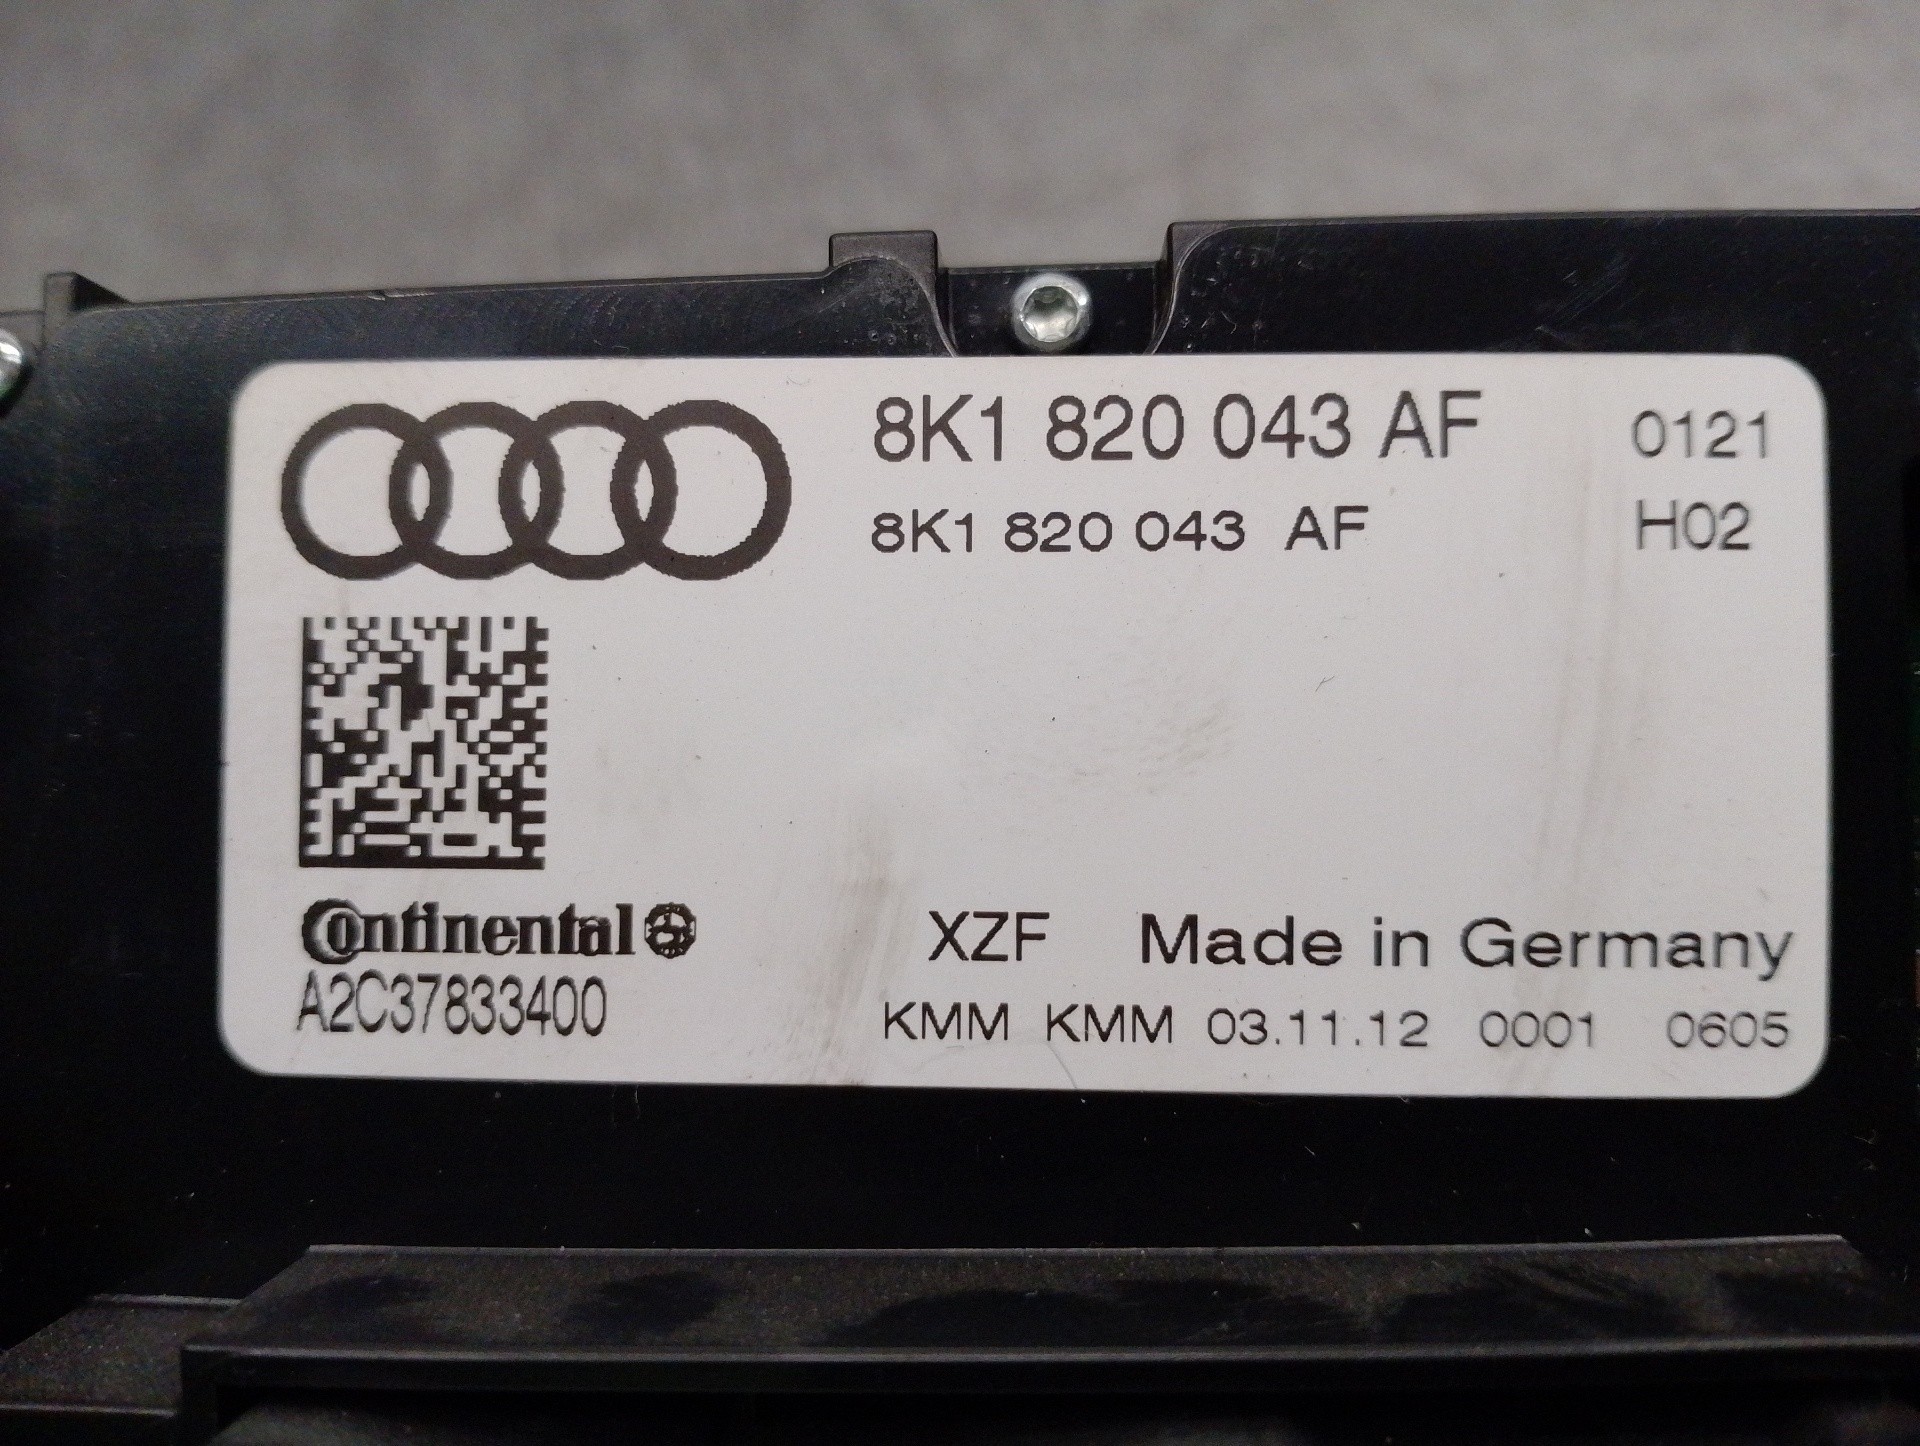 8K1 820 043 AF 0121
8K1 820 043 AF H02
Continental
A2C37833400
XZF Made in Germany
KMM KMM 03.11.12 0001 0605